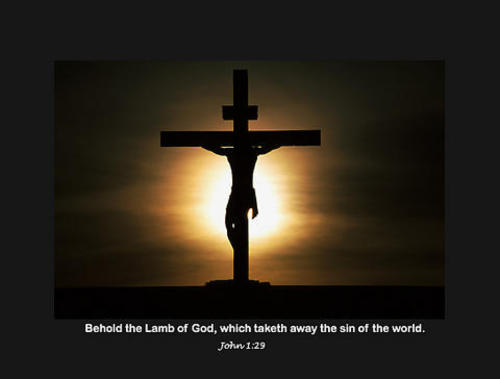 Behold the Lamb of God, which taketh away the sin of the world.
John 1:29